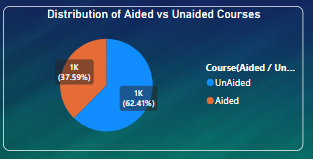 Distribution of Aided vs Unaided Courses
1K
(37.59%)
1K
(62.41%)
Course(Aided / Un...
UnAided
Aided